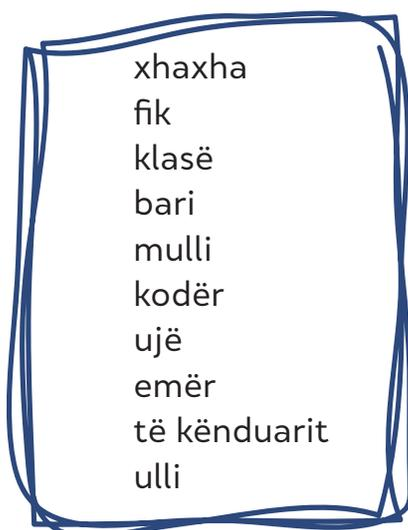 xhaxha
fik
klasë
bari
mulli
kodër
ujë
emër
të kënduarit
ulli